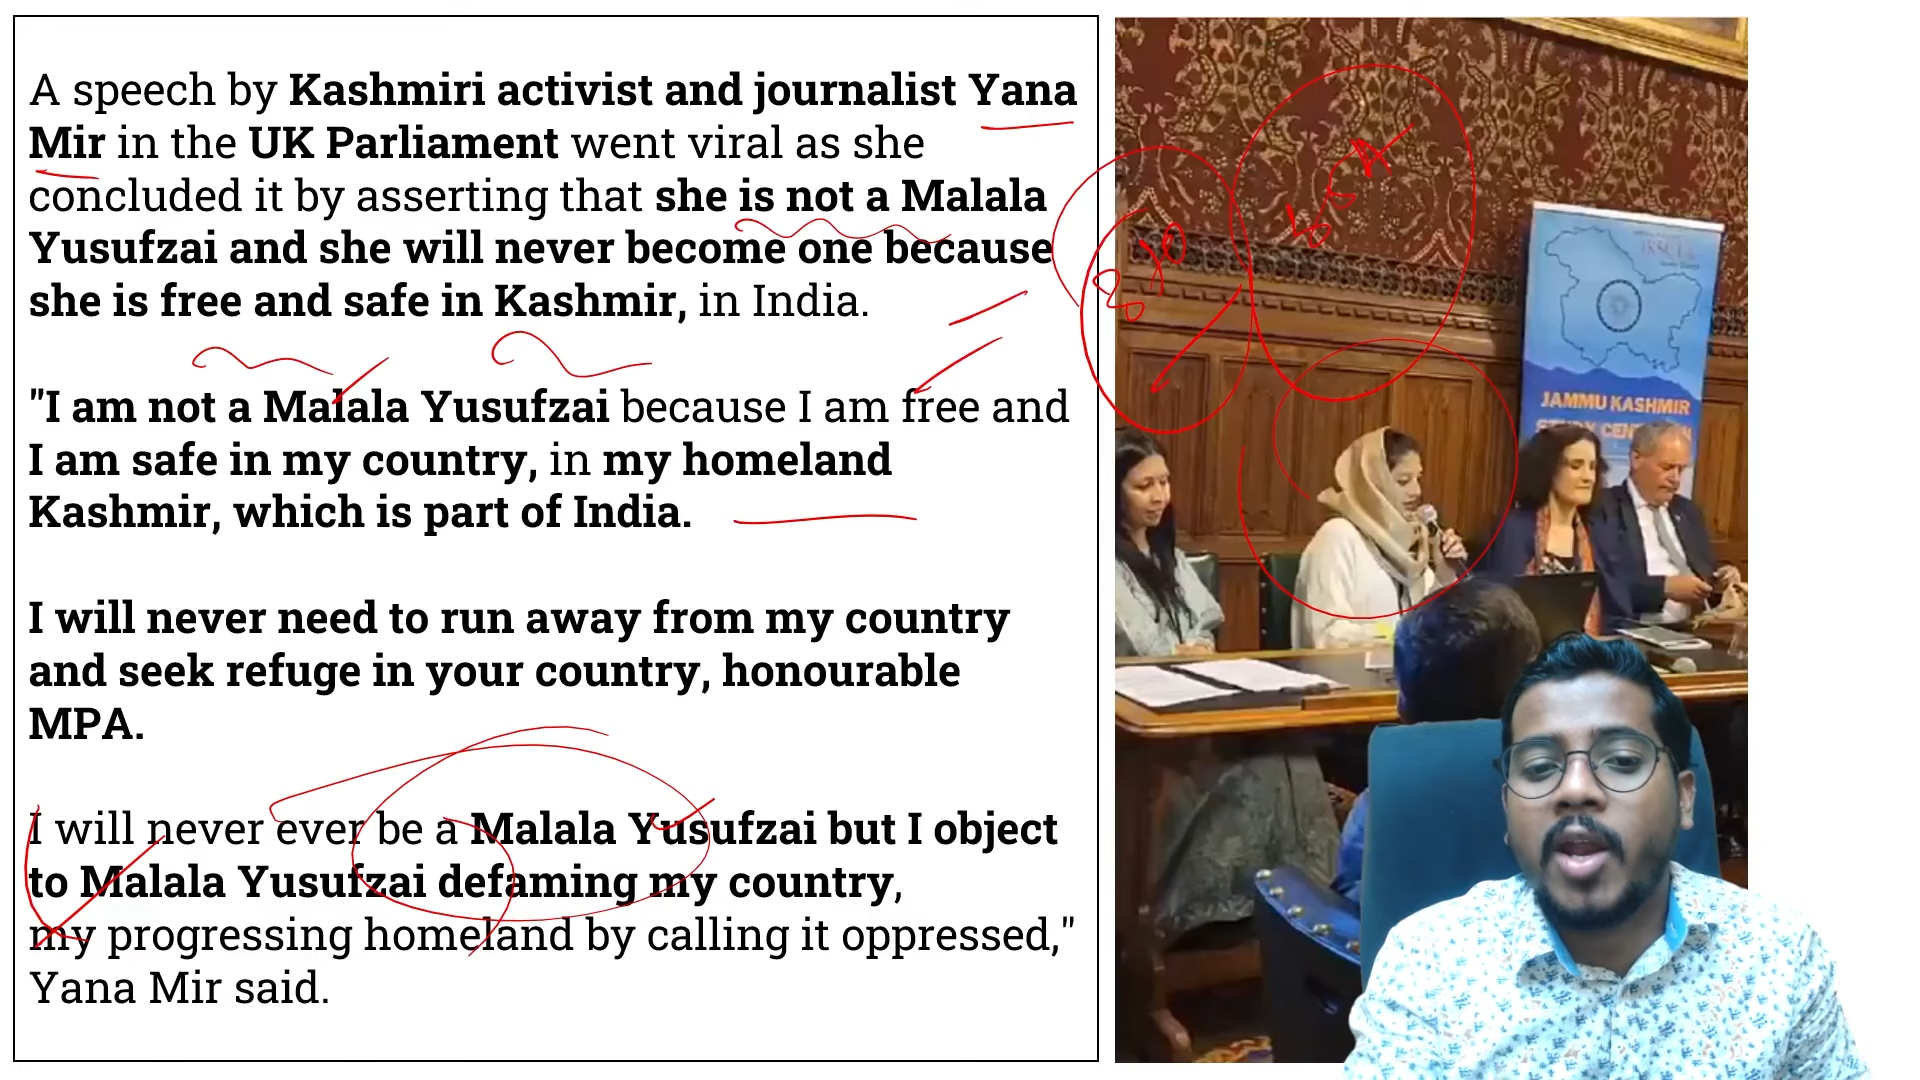 A speech by Kashmiri activist and journalist Yana
Mir in the UK Parliament went viral as she
concluded it by asserting that she is not a Malala
Yusufzai and she will never become one because
she is free and safe in Kashmir, in India.
"I am not a Malala Yusufzai because I am free and
I am safe in my country, in my homeland
Kashmir, which is part of India.
I will never need to run away from my country
and seek refuge in your country, honourable
MPA.
I will never ever be a Malala Yusufzai but I object
to Malala Yusufzai defaming my country,
my progressing homeland by calling it oppressed,"
Yana Mir said.
JAMMU KASHMIR
STUDY